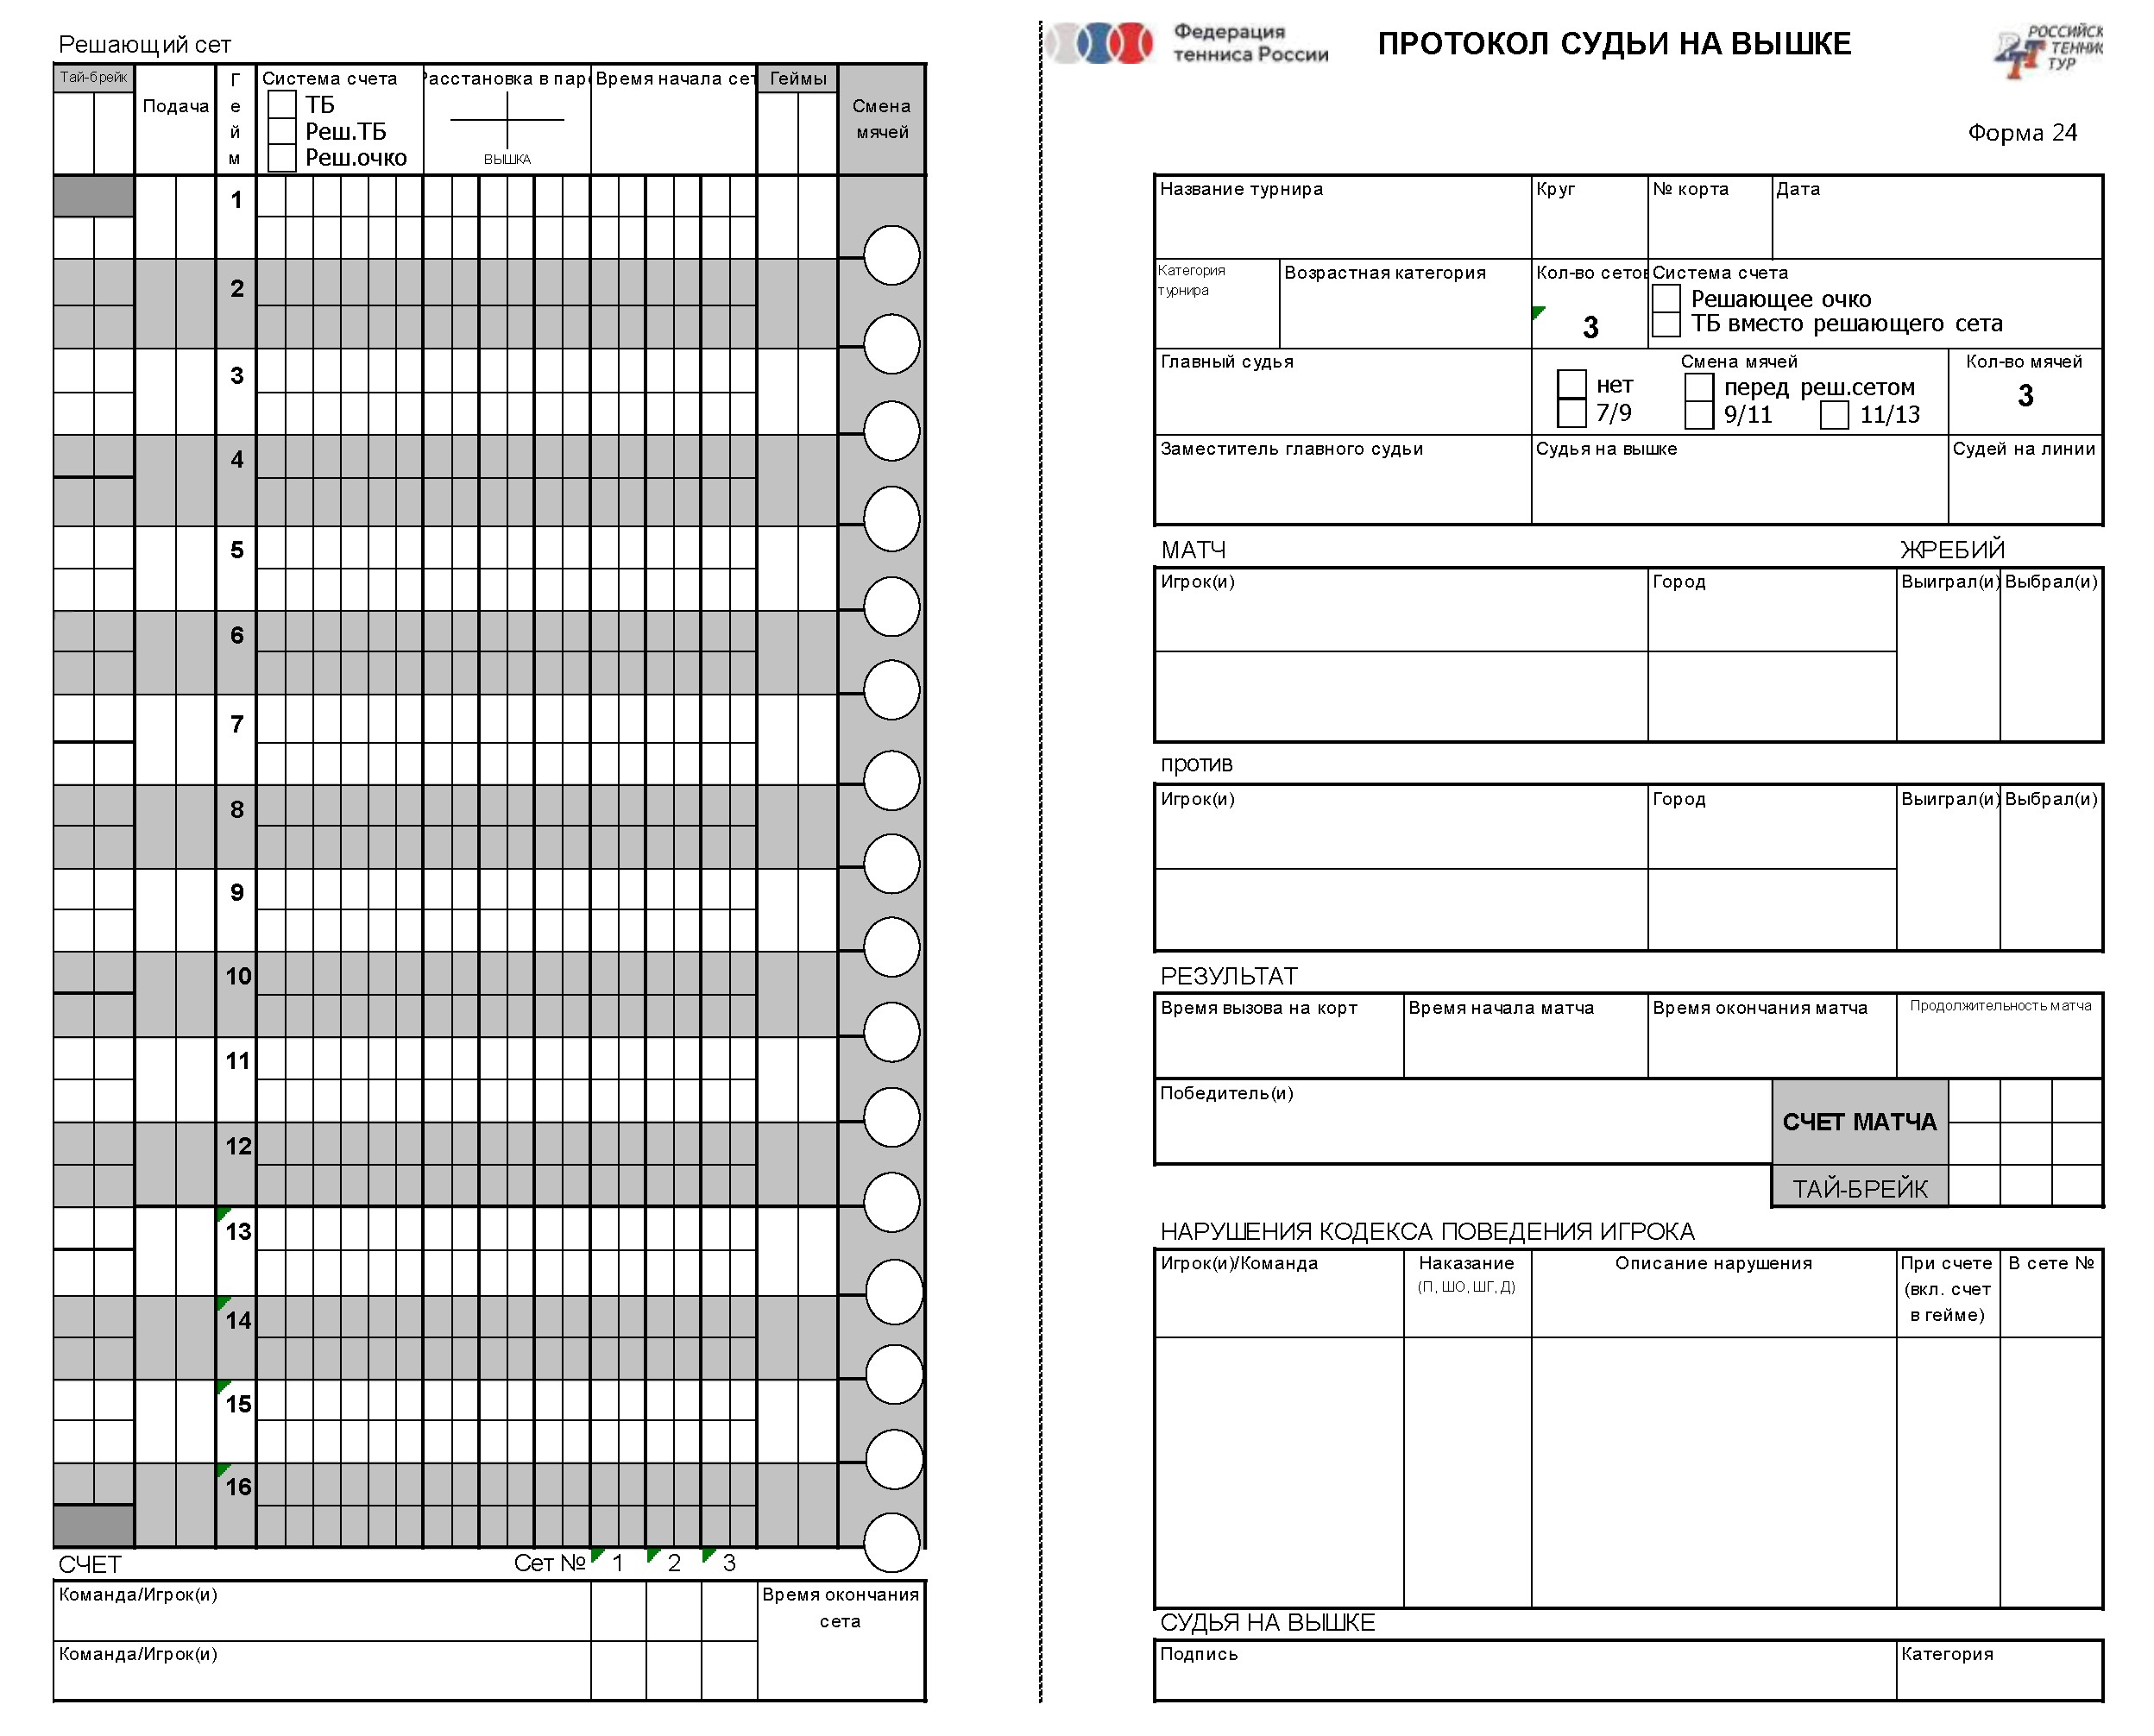 Решающий сет
Тай-брейк
Подача
Гейм
Система счета
ТБ
Реш.ТБ
Реш.очко
Расстановка в пар
ВЫШКА
Время начала сет
Геймы
Смена
мячей
1
2
3
4
5
6
7
8
9
10
11
12
13
14
15
16
СЧЕТ
Сет № 1 2 3
Команда/Игрок(и)
Время окончания
сета
Команда/Игрок(и)
Федерация
тенниса России
ПРОТОКОЛ СУДЬИ НА ВЫШКЕ
РОССИЙСК
ТЕННИС
ТУР
Форма 24
Название турнира Круг № корта Дата
Категория
турнира
Возрастная категория
Кол-во сетов
3
Система счета
Решающее очко
ТБ вместо решающего сета
Главный судья
Смена мячей
нет
перед реш.сетом
7/9 9/11 11/13
Кол-во мячей
3
Заместитель главного судьи Судья на вышке Судей на линии
МАТЧ ЖРЕБИЙ
Игрок(и) Город Выиграл(и) Выбрал(и)
против
Игрок(и) Город Выиграл(и) Выбрал(и)
РЕЗУЛЬТАТ
Время вызова на корт Время начала матча Время окончания матча Продолжительность матча
Победитель(и)
СЧЕТ МАТЧА
ТАЙ-БРЕЙК
НАРУШЕНИЯ КОДЕКСА ПОВЕДЕНИЯ ИГРОКА
Игрок(и)/Команда
Наказание
(П, ШО, ШГ, Д)
Описание нарушения
При счете
(вкл. счет
в гейме)
В сете №
СУДЬЯ НА ВЫШКЕ
Подпись Категория